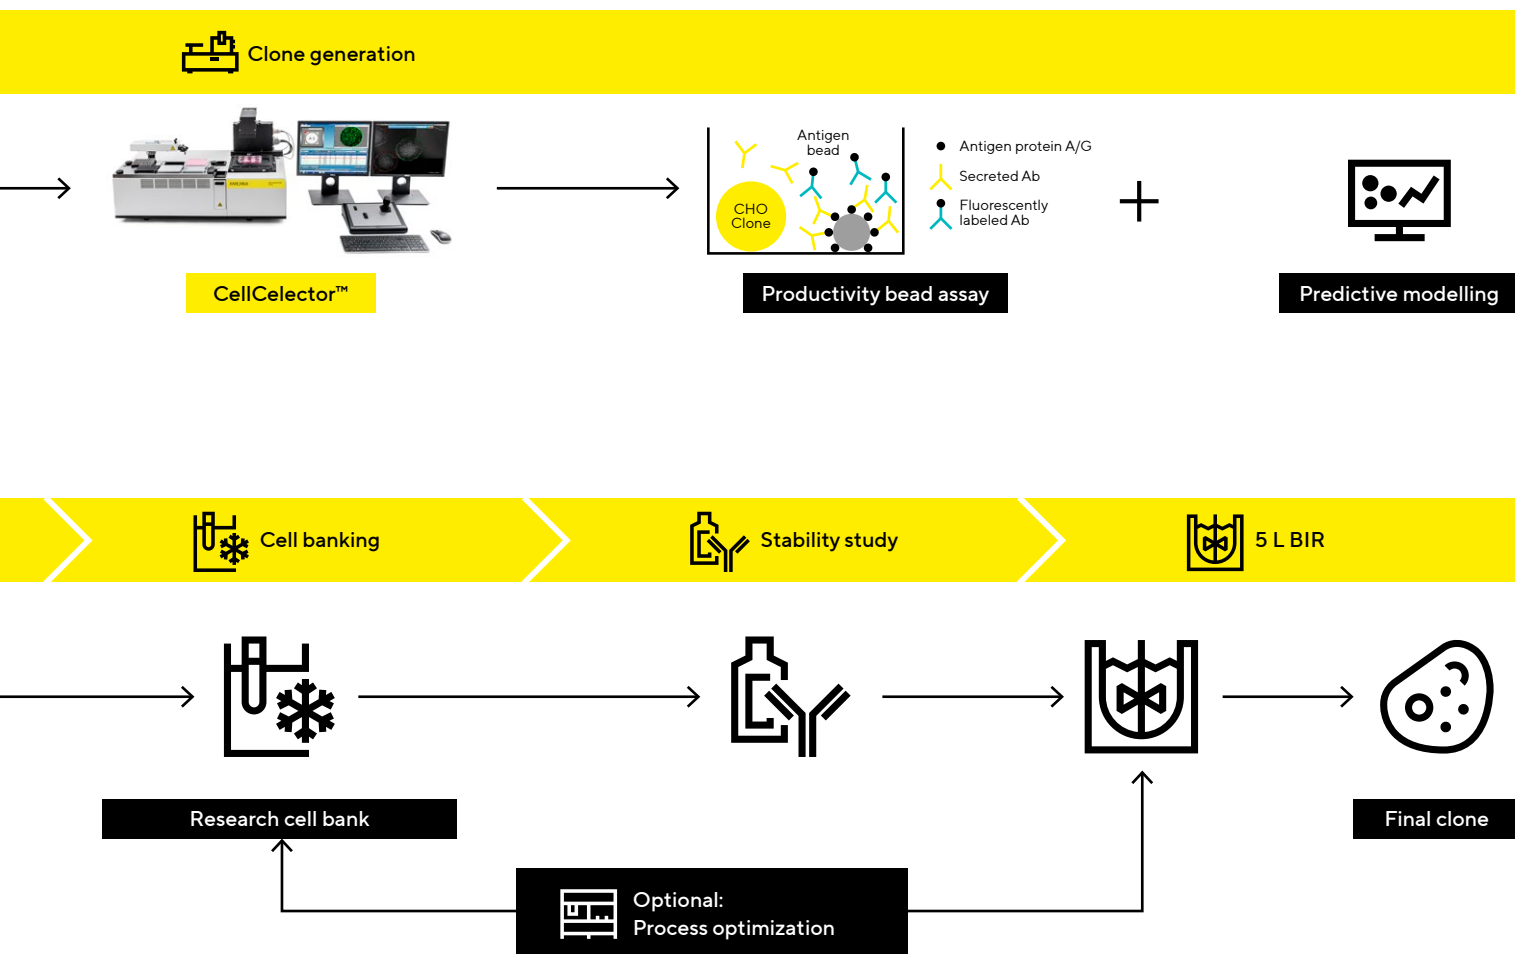 Clone generation
Antigen
bead
CHO
Clone
Antigen protein A/G
Secreted Ab
Fluorescently
labeled Ab
CellCelector™
Productivity bead assay
Predictive modelling
Cell banking
Stability study
5 L BIR
Research cell bank
Final clone
Optional:
Process optimization